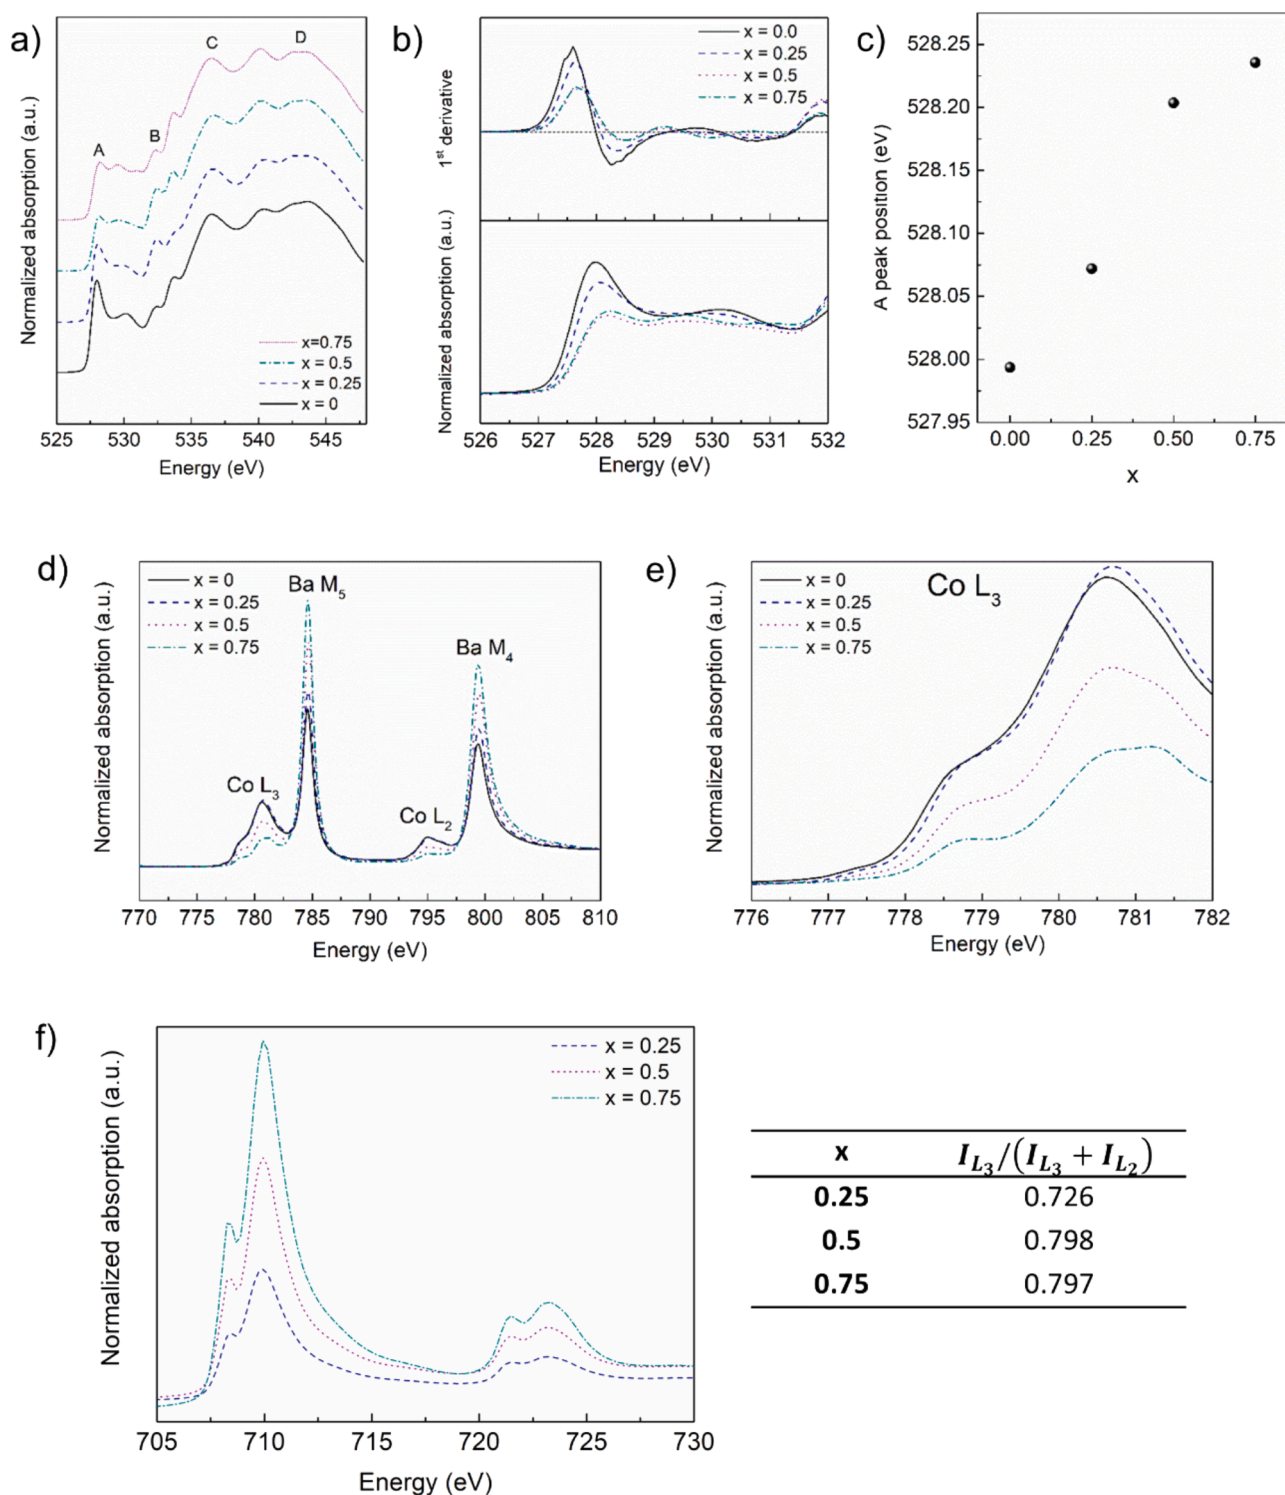 a)
A
B
C
D
x=0.75
x = 0.5
x = 0.25
x = 0
Normalized absorption (a.u.)
525 530 535 540 545
Energy (eV)
b)
x = 0.0
x = 0.25
x = 0.5
x = 0.75
1st derivative
Normalized absorption (a.u.)
526 527 528 529 530 531 532
Energy (eV)
c)
528.25
528.20
528.15
528.10
528.05
528.00
527.95
A peak position (eV)
0.00 0.25 0.50 0.75
x
d)
x = 0
x = 0.25
x = 0.5
x = 0.75
Ba M5
Ba M4
Co L3
Co L2
Normalized absorption (a.u.)
770 775 780 785 790 795 800 805 810
Energy (eV)
e)
x = 0
x = 0.25
x = 0.5
x = 0.75
Co L3
Normalized absorption (a.u.)
776 777 778 779 780 781 782
Energy (eV)
f)
x = 0.25
x = 0.5
x = 0.75
Normalized absorption (a.u.)
705 710 715 720 725 730
Energy (eV)
x I_L3/(I_L3 + I_L2)
0.25 0.726
0.5 0.798
0.75 0.797